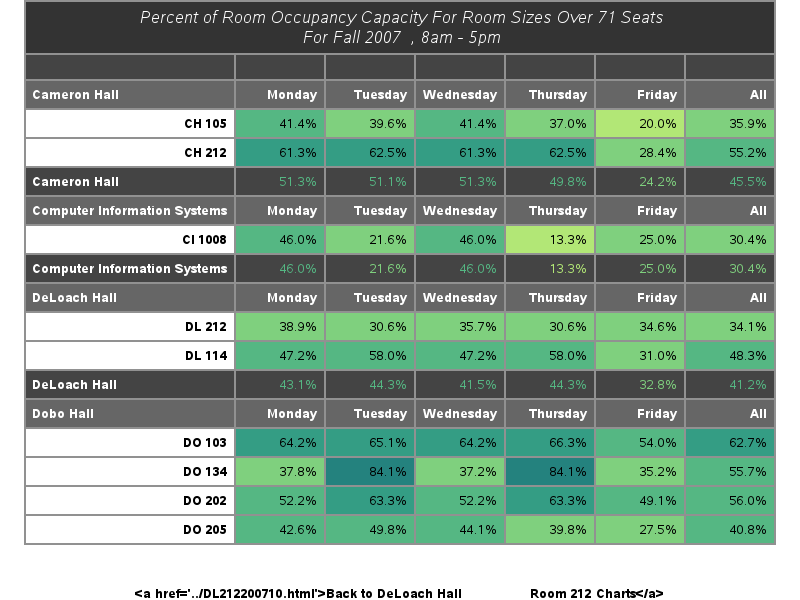 Percent of Room Occupancy Capacity For Room Sizes Over 71 Seats
For Fall 2007 , 8am - 5pm
Cameron Hall Monday Tuesday Wednesday Thursday Friday All
CH 105 41.4% 39.6% 41.4% 37.0% 20.0% 35.9%
CH 212 61.3% 62.5% 61.3% 62.5% 28.4% 55.2%
Cameron Hall 51.3% 51.1% 51.3% 49.8% 24.2% 45.5%
Computer Information Systems Monday Tuesday Wednesday Thursday Friday All
CI 1008 46.0% 21.6% 46.0% 13.3% 25.0% 30.4%
Computer Information Systems 46.0% 21.6% 46.0% 13.3% 25.0% 30.4%
DeLoach Hall Monday Tuesday Wednesday Thursday Friday All
DL 212 38.9% 30.6% 35.7% 30.6% 34.6% 34.1%
DL 114 47.2% 58.0% 47.2% 58.0% 31.0% 48.3%
DeLoach Hall 43.1% 44.3% 41.5% 44.3% 32.8% 41.2%
Dobo Hall Monday Tuesday Wednesday Thursday Friday All
DO 103 64.2% 65.1% 64.2% 66.3% 54.0% 62.7%
DO 134 37.8% 84.1% 37.2% 84.1% 35.2% 55.7%
DO 202 52.2% 63.3% 52.2% 63.3% 49.1% 56.0%
DO 205 42.6% 49.8% 44.1% 39.8% 27.5% 40.8%
<a href='../DL212200710.html'>Back to DeLoach Hall Room 212 Charts</a>